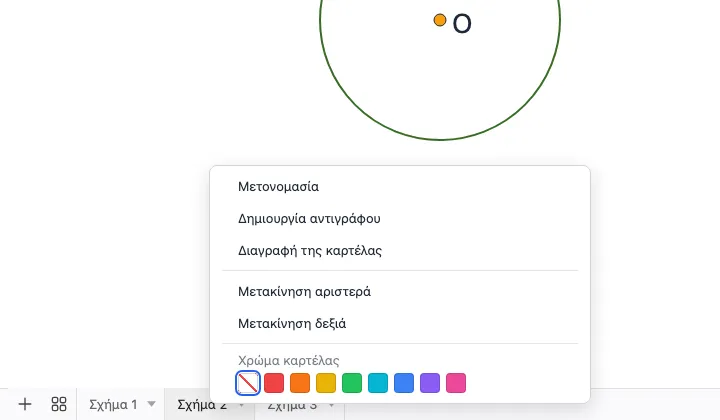 O
Μετονομασία
Δημιουργία αντιγράφου
Διαγραφή της καρτέλας
Μετακίνηση αριστερά
Μετακίνηση δεξιά
Χρώμα καρτέλας
Σχήμα 1 Σχήμα 2 Σχήμα 3